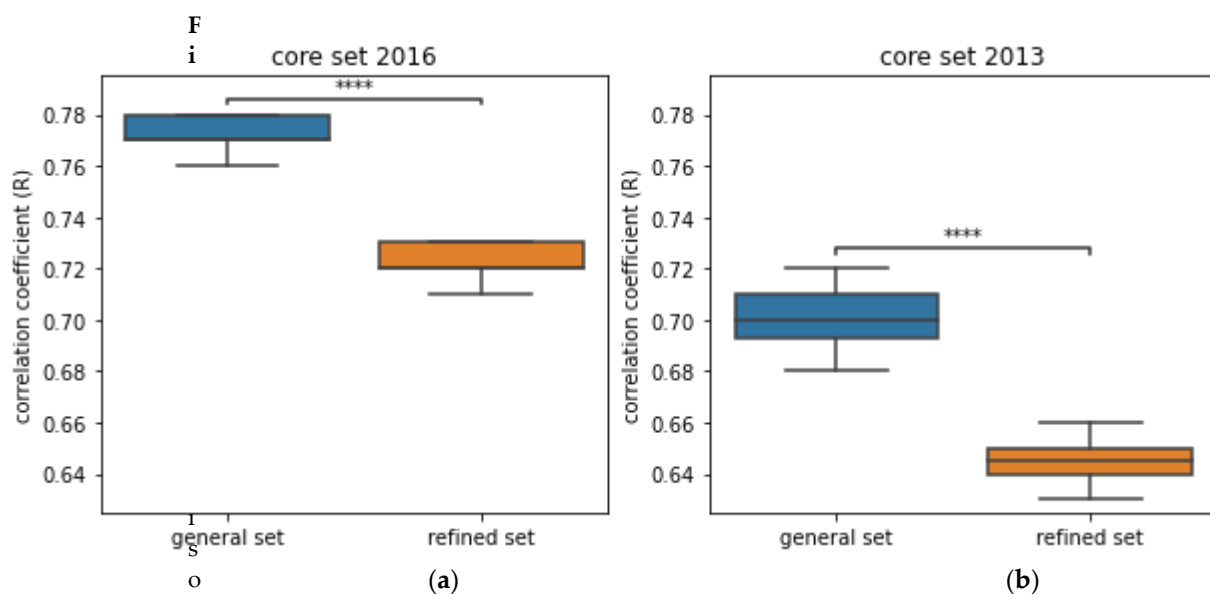 F
i
core set 2016
core set 2013
****
****
correlation coefficient (R)
0.78
0.76
0.74
0.72
0.70
0.68
0.66
0.64
correlation coefficient (R)
0.78
0.76
0.74
0.72
0.70
0.68
0.66
0.64
general set
refined set
general set
refined set
s
o
(a)
(b)